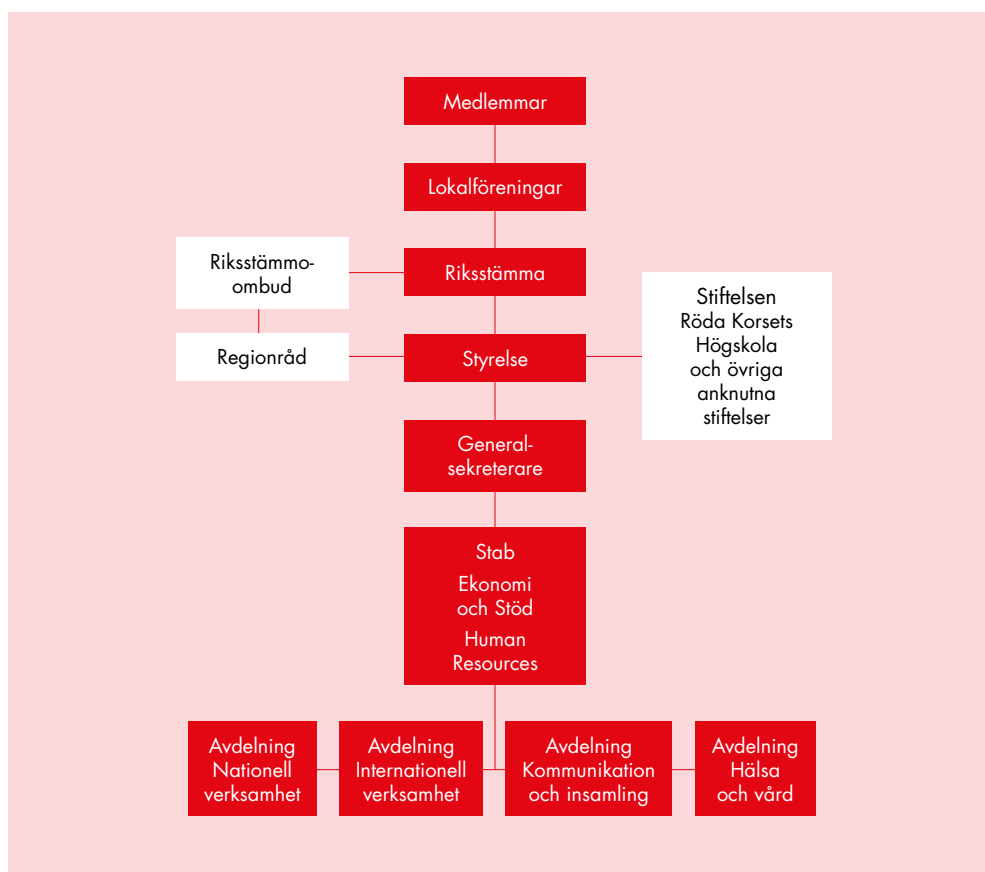 Medlemmar
Lokalföreningar
Riksstämmo-
ombud
Riksstämma
Stiftelsen
Röda Korsets
Högskola
och övriga
anknutna
stiftelser
Regionråd
Styrelse
General-
sekreterare
Stab
Ekonomi
och Stöd
Human
Resources
Avdelning
Nationell
verksamhet
Avdelning
Internationell
verksamhet
Avdelning
Kommunikation
och insamling
Avdelning
Hälsa
och vård